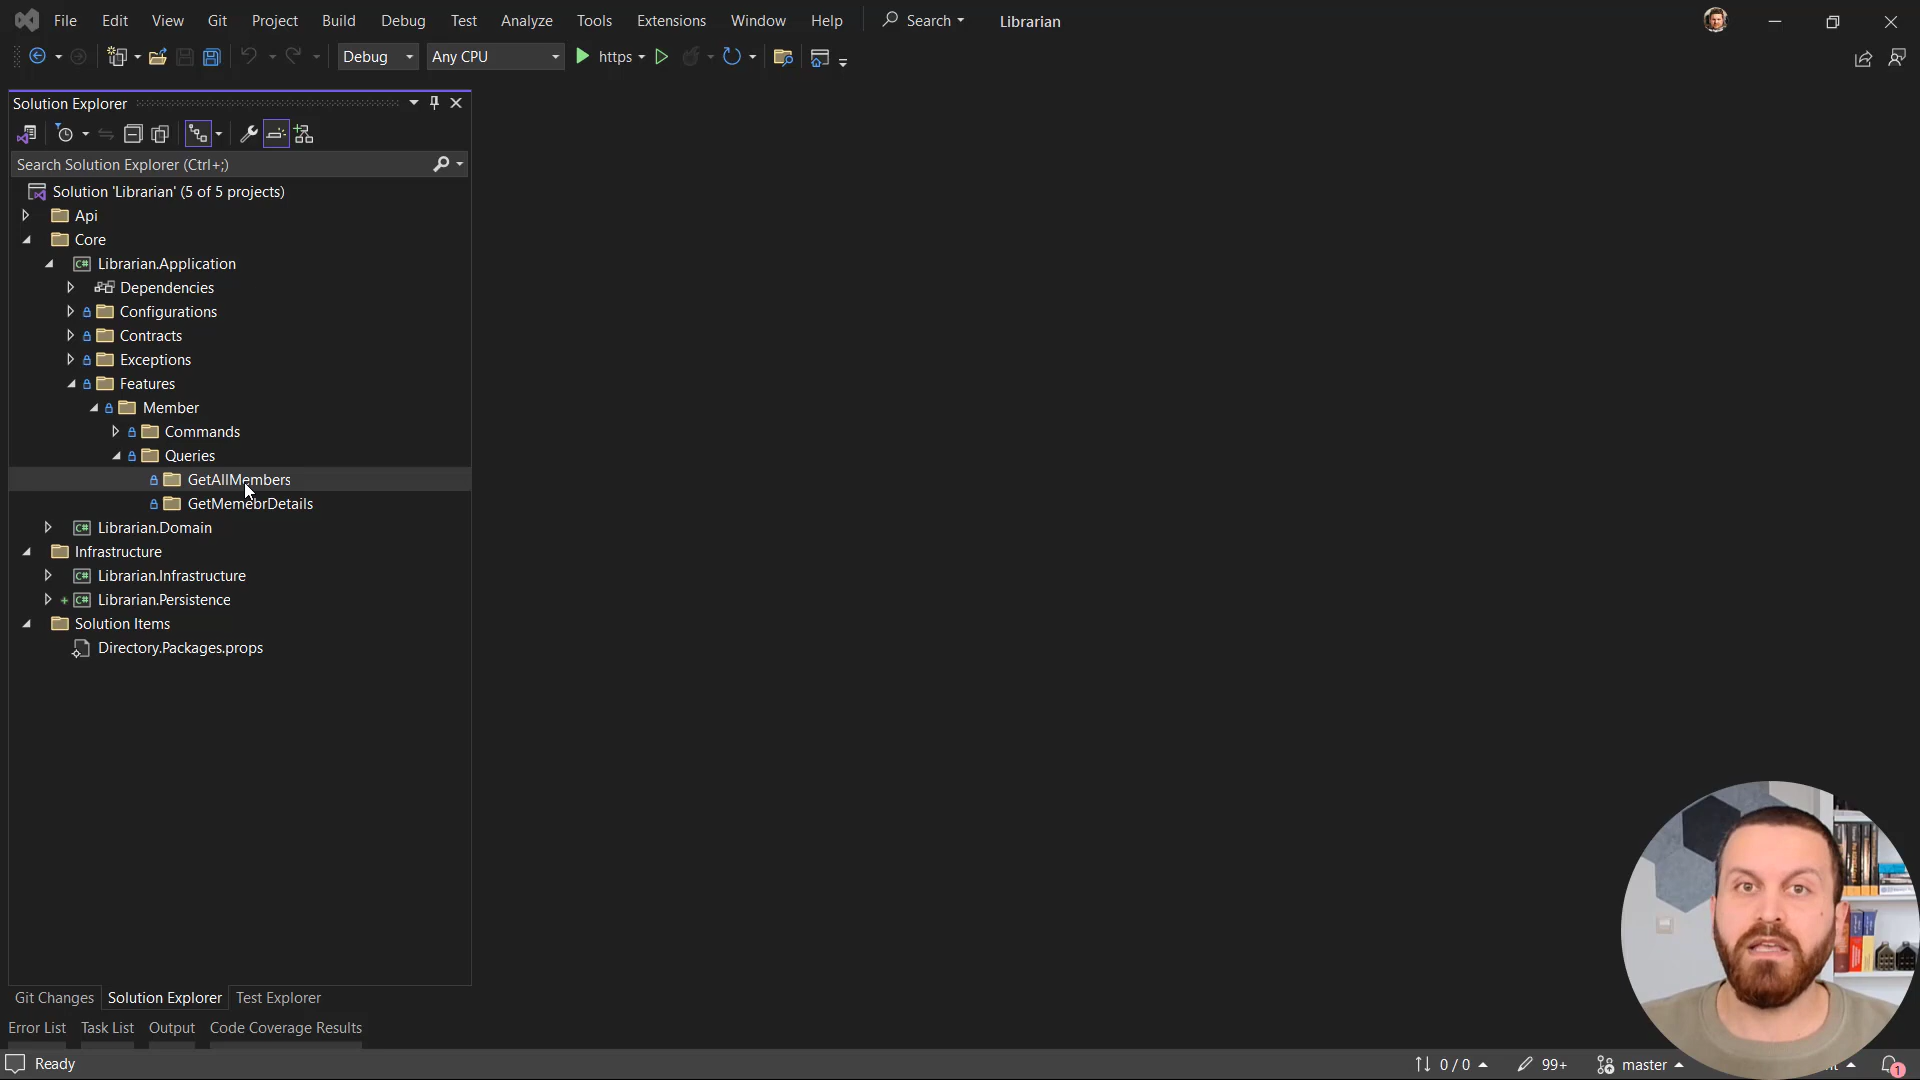 File Edit View Git Project Build Debug Test Analyze Tools Extensions Window Help Search Librarian
Debug Any CPU https
Solution Explorer
Search Solution Explorer (Ctrl+;)
Solution 'Librarian' (5 of 5 projects)
Api
Core
C# Librarian.Application
Dependencies
Configurations
Contracts
Exceptions
Features
Member
Commands
Queries
GetAllMembers
GetMemebrDetails
C# Librarian.Domain
Infrastructure
C# Librarian.Infrastructure
+ C# Librarian.Persistence
Solution Items
Directory.Packages.props
Git Changes Solution Explorer Test Explorer
Error List Task List Output Code Coverage Results
Ready 0 / 0 99+ master 1